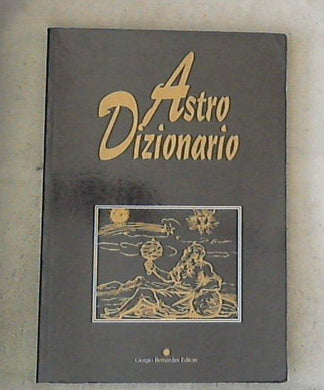 Astro
Dizionario
Giorgio Bernardini Editore